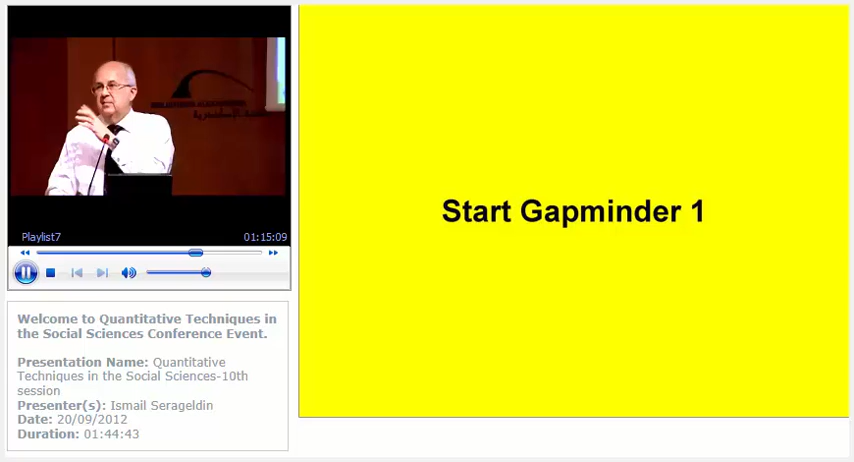 Playlist7
01:15:09
Welcome to Quantitative Techniques in
the Social Sciences Conference Event.
Presentation Name: Quantitative
Techniques in the Social Sciences-10th
session
Presenter(s): Ismail Serageldin
Date: 20/09/2012
Duration: 01:44:43
Start Gapminder 1